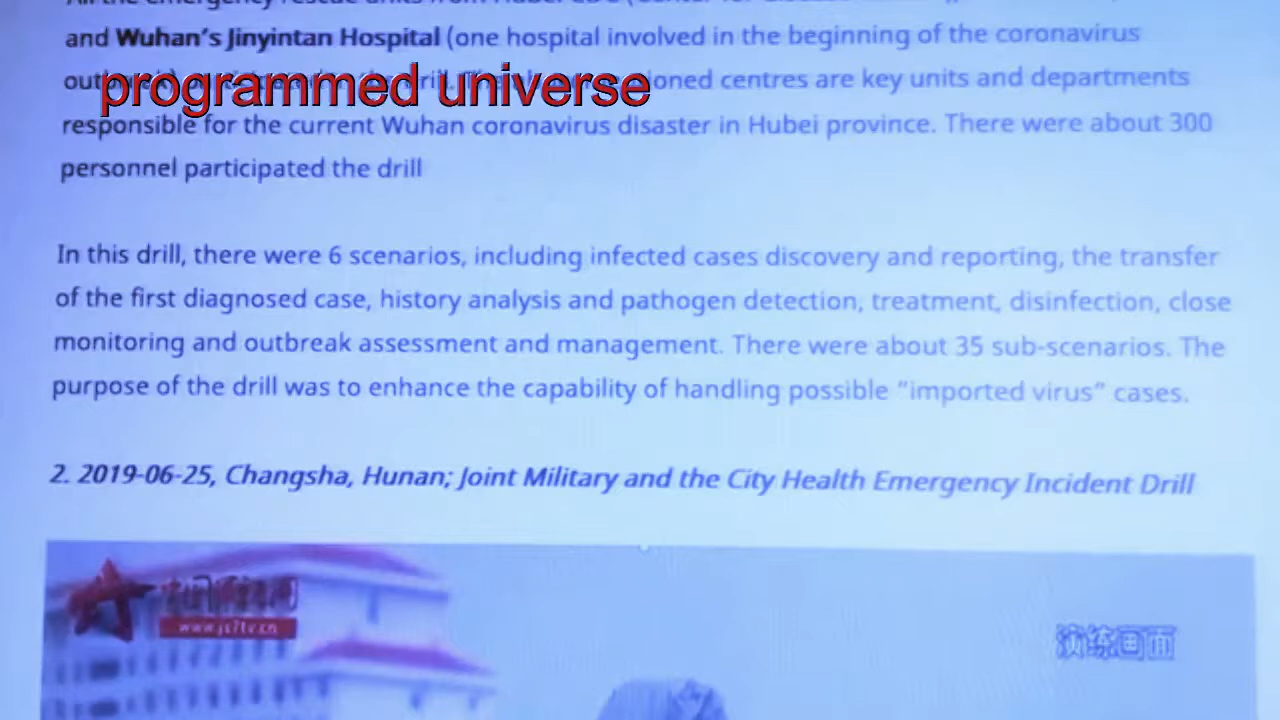 and Wuhan's Jinyintan Hospital (one hospital involved in the beginning of the coronavirus
programmed universe
centres are key units and departments
responsible for the current Wuhan coronavirus disaster in Hubei province. There were about 300
personnel participated the drill
In this drill, there were 6 scenarios, including infected cases discovery and reporting, the transfer
of the first diagnosed case, history analysis and pathogen detection, treatment, disinfection, close
monitoring and outbreak assessment and management. There were about 35 sub-scenarios. The
purpose of the drill was to enhance the capability of handling possible “imported virus” cases.
2. 2019-06-25, Changsha, Hunan; Joint Military and the City Health Emergency Incident Drill
www.js7tv.cn
演练画面